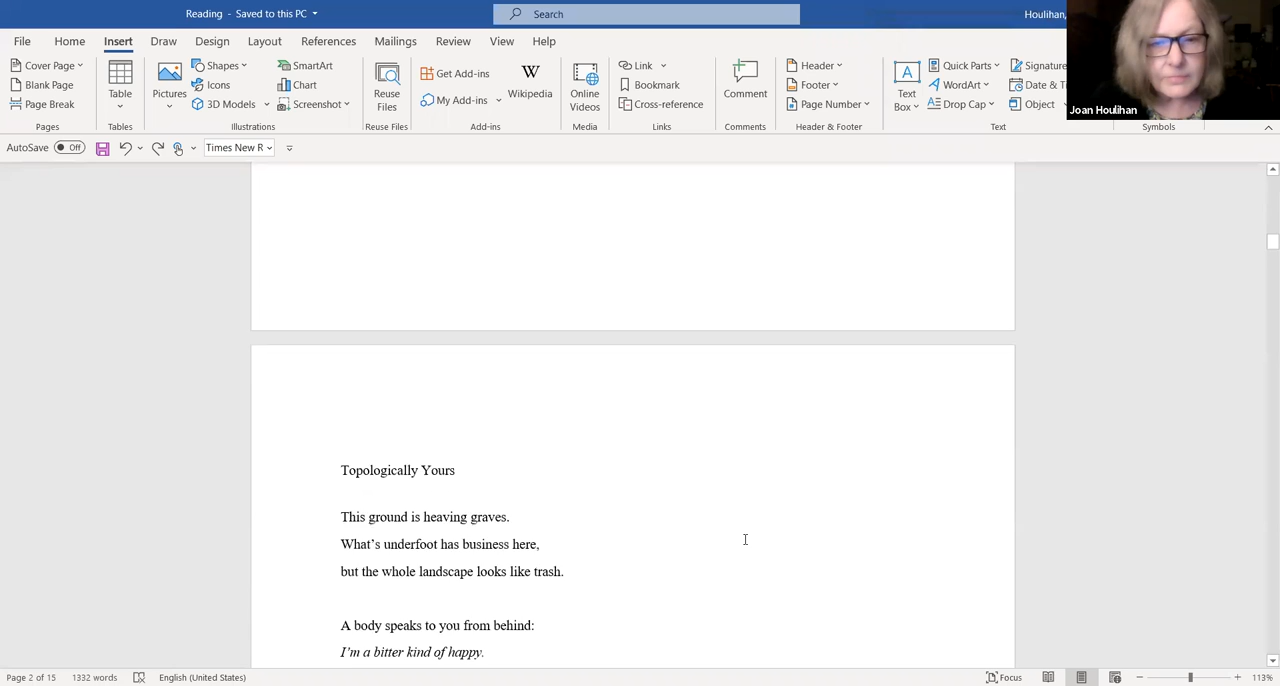 Reading - Saved to this PC
Search
Houlihan,
File Home Insert Draw Design Layout References Mailings Review View Help
Cover Page
Blank Page
Page Break
Pages
Table
Tables
Pictures
Shapes
Icons
3D Models
SmartArt
Chart
Screenshot
Illustrations
Reuse
Files
Reuse Files
Get Add-ins
My Add-ins
W
Wikipedia
Add-ins
Online
Videos
Media
Link
Bookmark
Cross-reference
Links
Comment
Comments
Header
Footer
Page Number
Header & Footer
A
Text
Box
Quick Parts
WordArt
Drop Cap
Signature
Date & Ti
Object
Text
Symbols
Joan Houlihan
AutoSave Off
Times New R
Topologically Yours
This ground is heaving graves.
What’s underfoot has business here,
but the whole landscape looks like trash.
A body speaks to you from behind:
I’m a bitter kind of happy.
Page 2 of 15 1332 words English (United States) Focus 113%